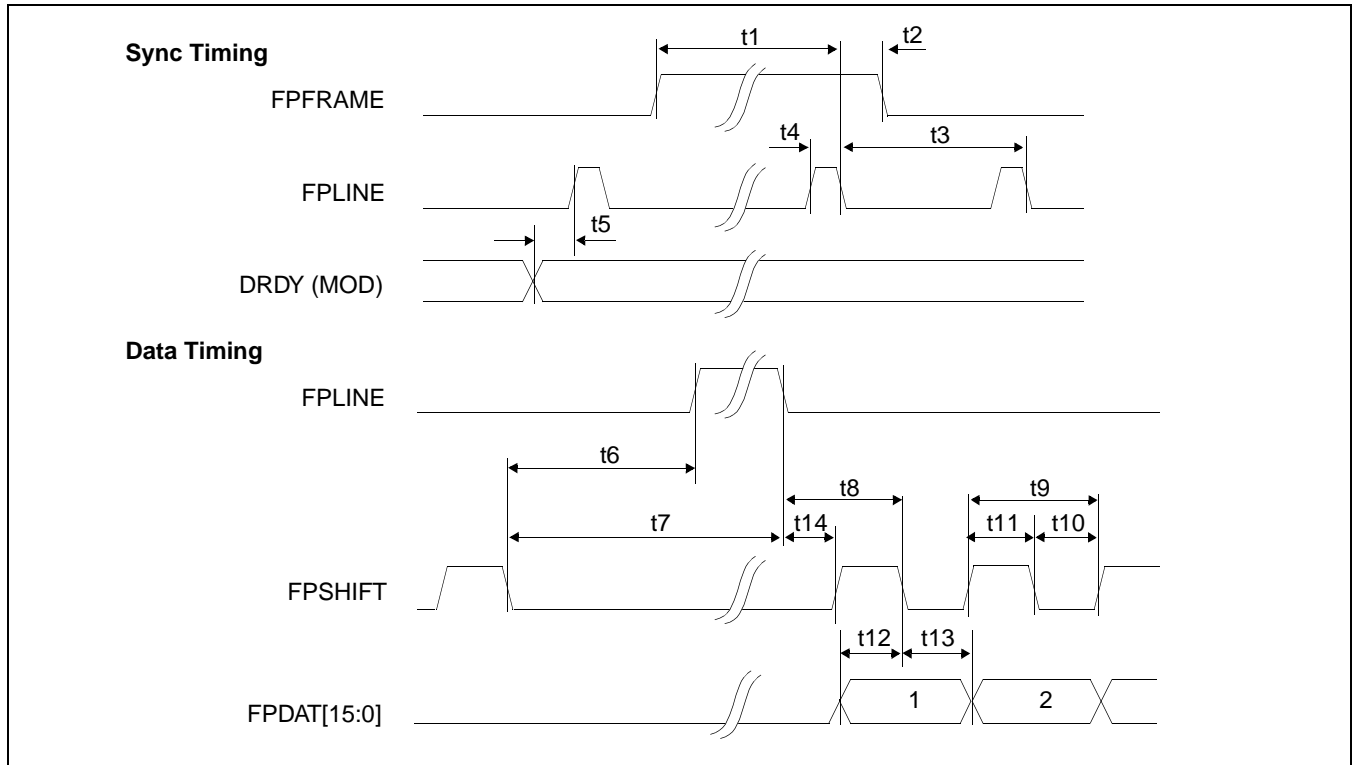 Sync Timing
t1
t2
FPFRAME
t4
t3
FPLINE
t5
DRDY (MOD)
Data Timing
FPLINE
t6
t8
t9
t7
t14
t11
t10
FPSHIFT
t12
t13
FPDAT[15:0]
1
2